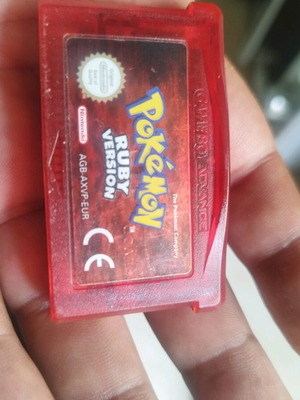 GAME BOY ADVANCE
The Pokémon Company
POKéMON
RUBY
VERSION
Nintendo
AGB-AXVP-EUR
CE